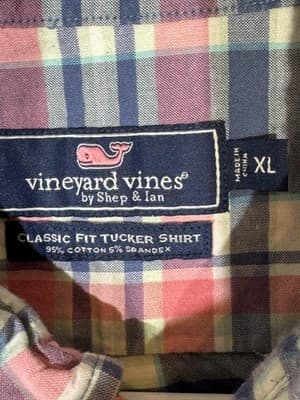 vineyard vines®
by Shep & Ian
MADE IN
CHINA
XL
CLASSIC FIT TUCKER SHIRT
95% COTTON 5% SPANDEX